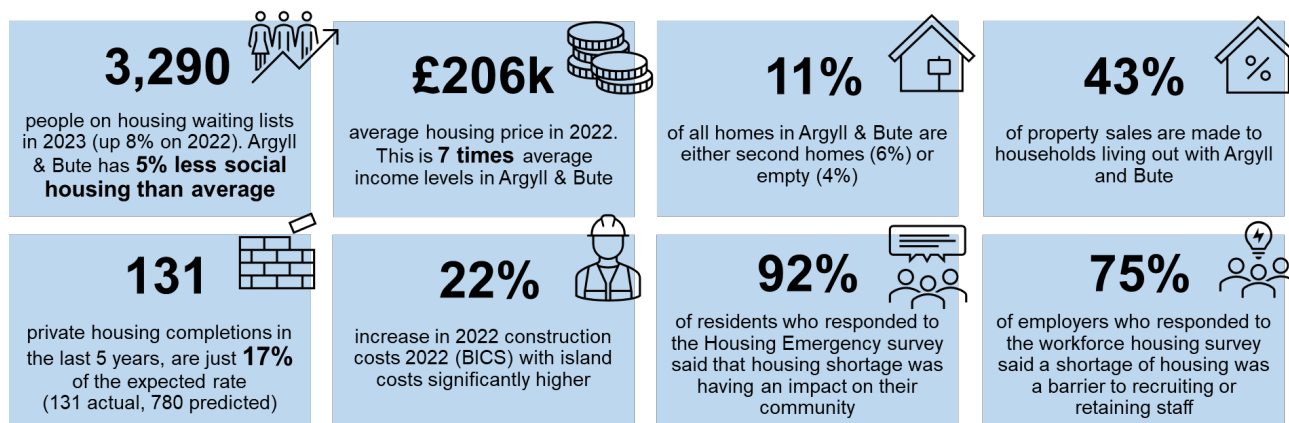 3,290
people on housing waiting lists
in 2023 (up 8% on 2022). Argyll
& Bute has 5% less social
housing than average
£206k
average housing price in 2022.
This is 7 times average
income levels in Argyll & Bute
11%
of all homes in Argyll & Bute are
either second homes (6%) or
empty (4%)
43%
%
of property sales are made to
households living out with Argyll
and Bute
131
private housing completions in
the last 5 years, are just 17%
of the expected rate
(131 actual, 780 predicted)
22%
increase in 2022 construction
costs 2022 (BICS) with island
costs significantly higher
92%
of residents who responded to
the Housing Emergency survey
said that housing shortage was
having an impact on their
community
75%
of employers who responded to
the workforce housing survey
said a shortage of housing was
a barrier to recruiting or
retaining staff